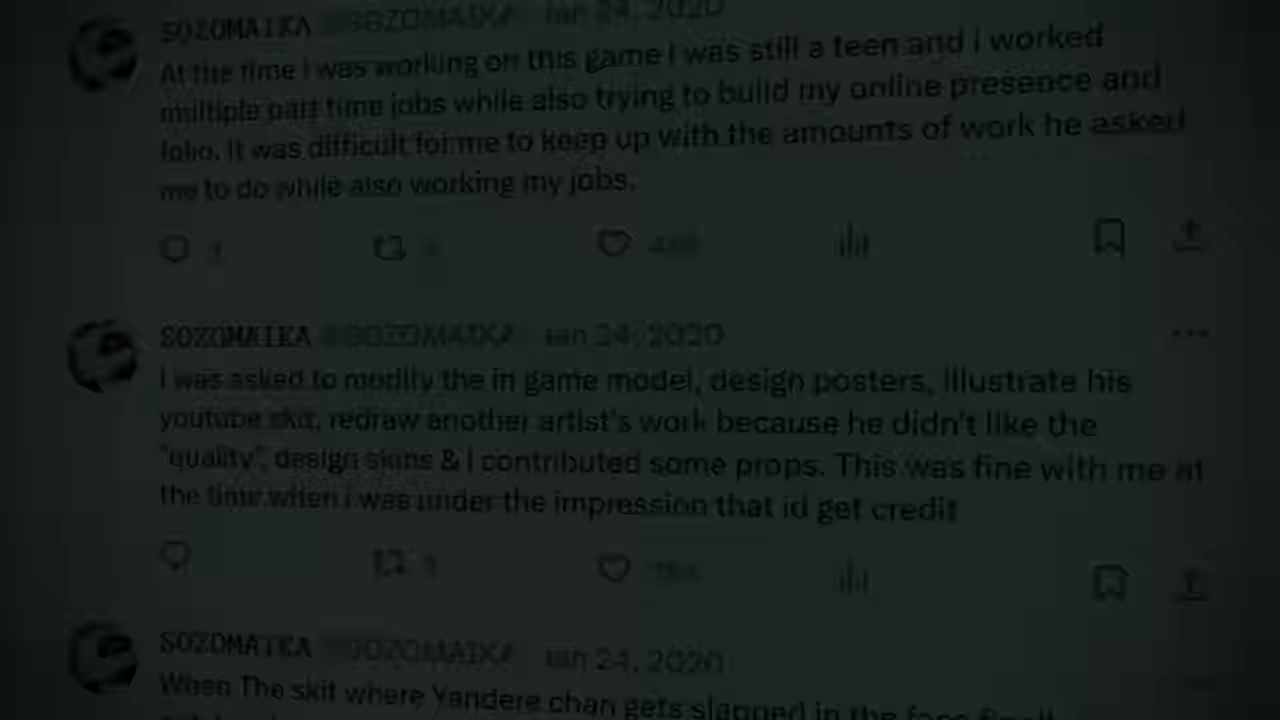 SOZOMAIKA @SOZOMAIKA Jan 24, 2020
At the time i was working on this game I was still a teen and i worked
multiple part time jobs while also trying to build my online presence and
folio. It was difficult for me to keep up with the amounts of work he asked
me to do while also working my jobs.
SOZOMAIKA @SOZOMAIKA Jan 24, 2020
I was asked to modify the in game model, design posters, illustrate his
youtube skit, redraw another artist's work because he didn't like the
"quality", design skins & I contributed some props. This was fine with me at
the time when i was under the impression that id get credit
SOZOMAIKA @SOZOMAIKA Jan 24, 2020
When The skit where Yandere chan gets slapped in the face